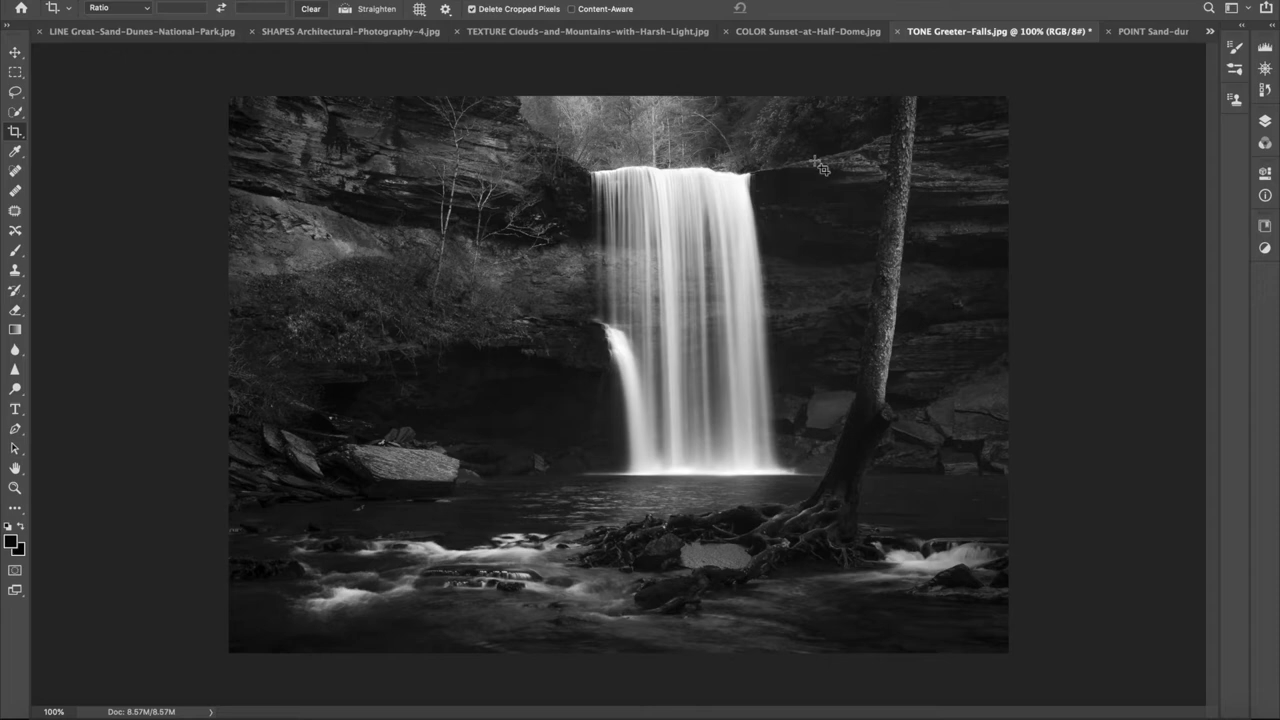 Ratio Clear Straighten Delete Cropped Pixels Content-Aware
LINE Great-Sand-Dunes-National-Park.jpg SHAPES Architectural-Photography-4.jpg TEXTURE Clouds-and-Mountains-with-Harsh-Light.jpg COLOR Sunset-at-Half-Dome.jpg TONE Greeter-Falls.jpg @ 100% (RGB/8#) * POINT Sand-dur
100% Doc: 8.57M/8.57M